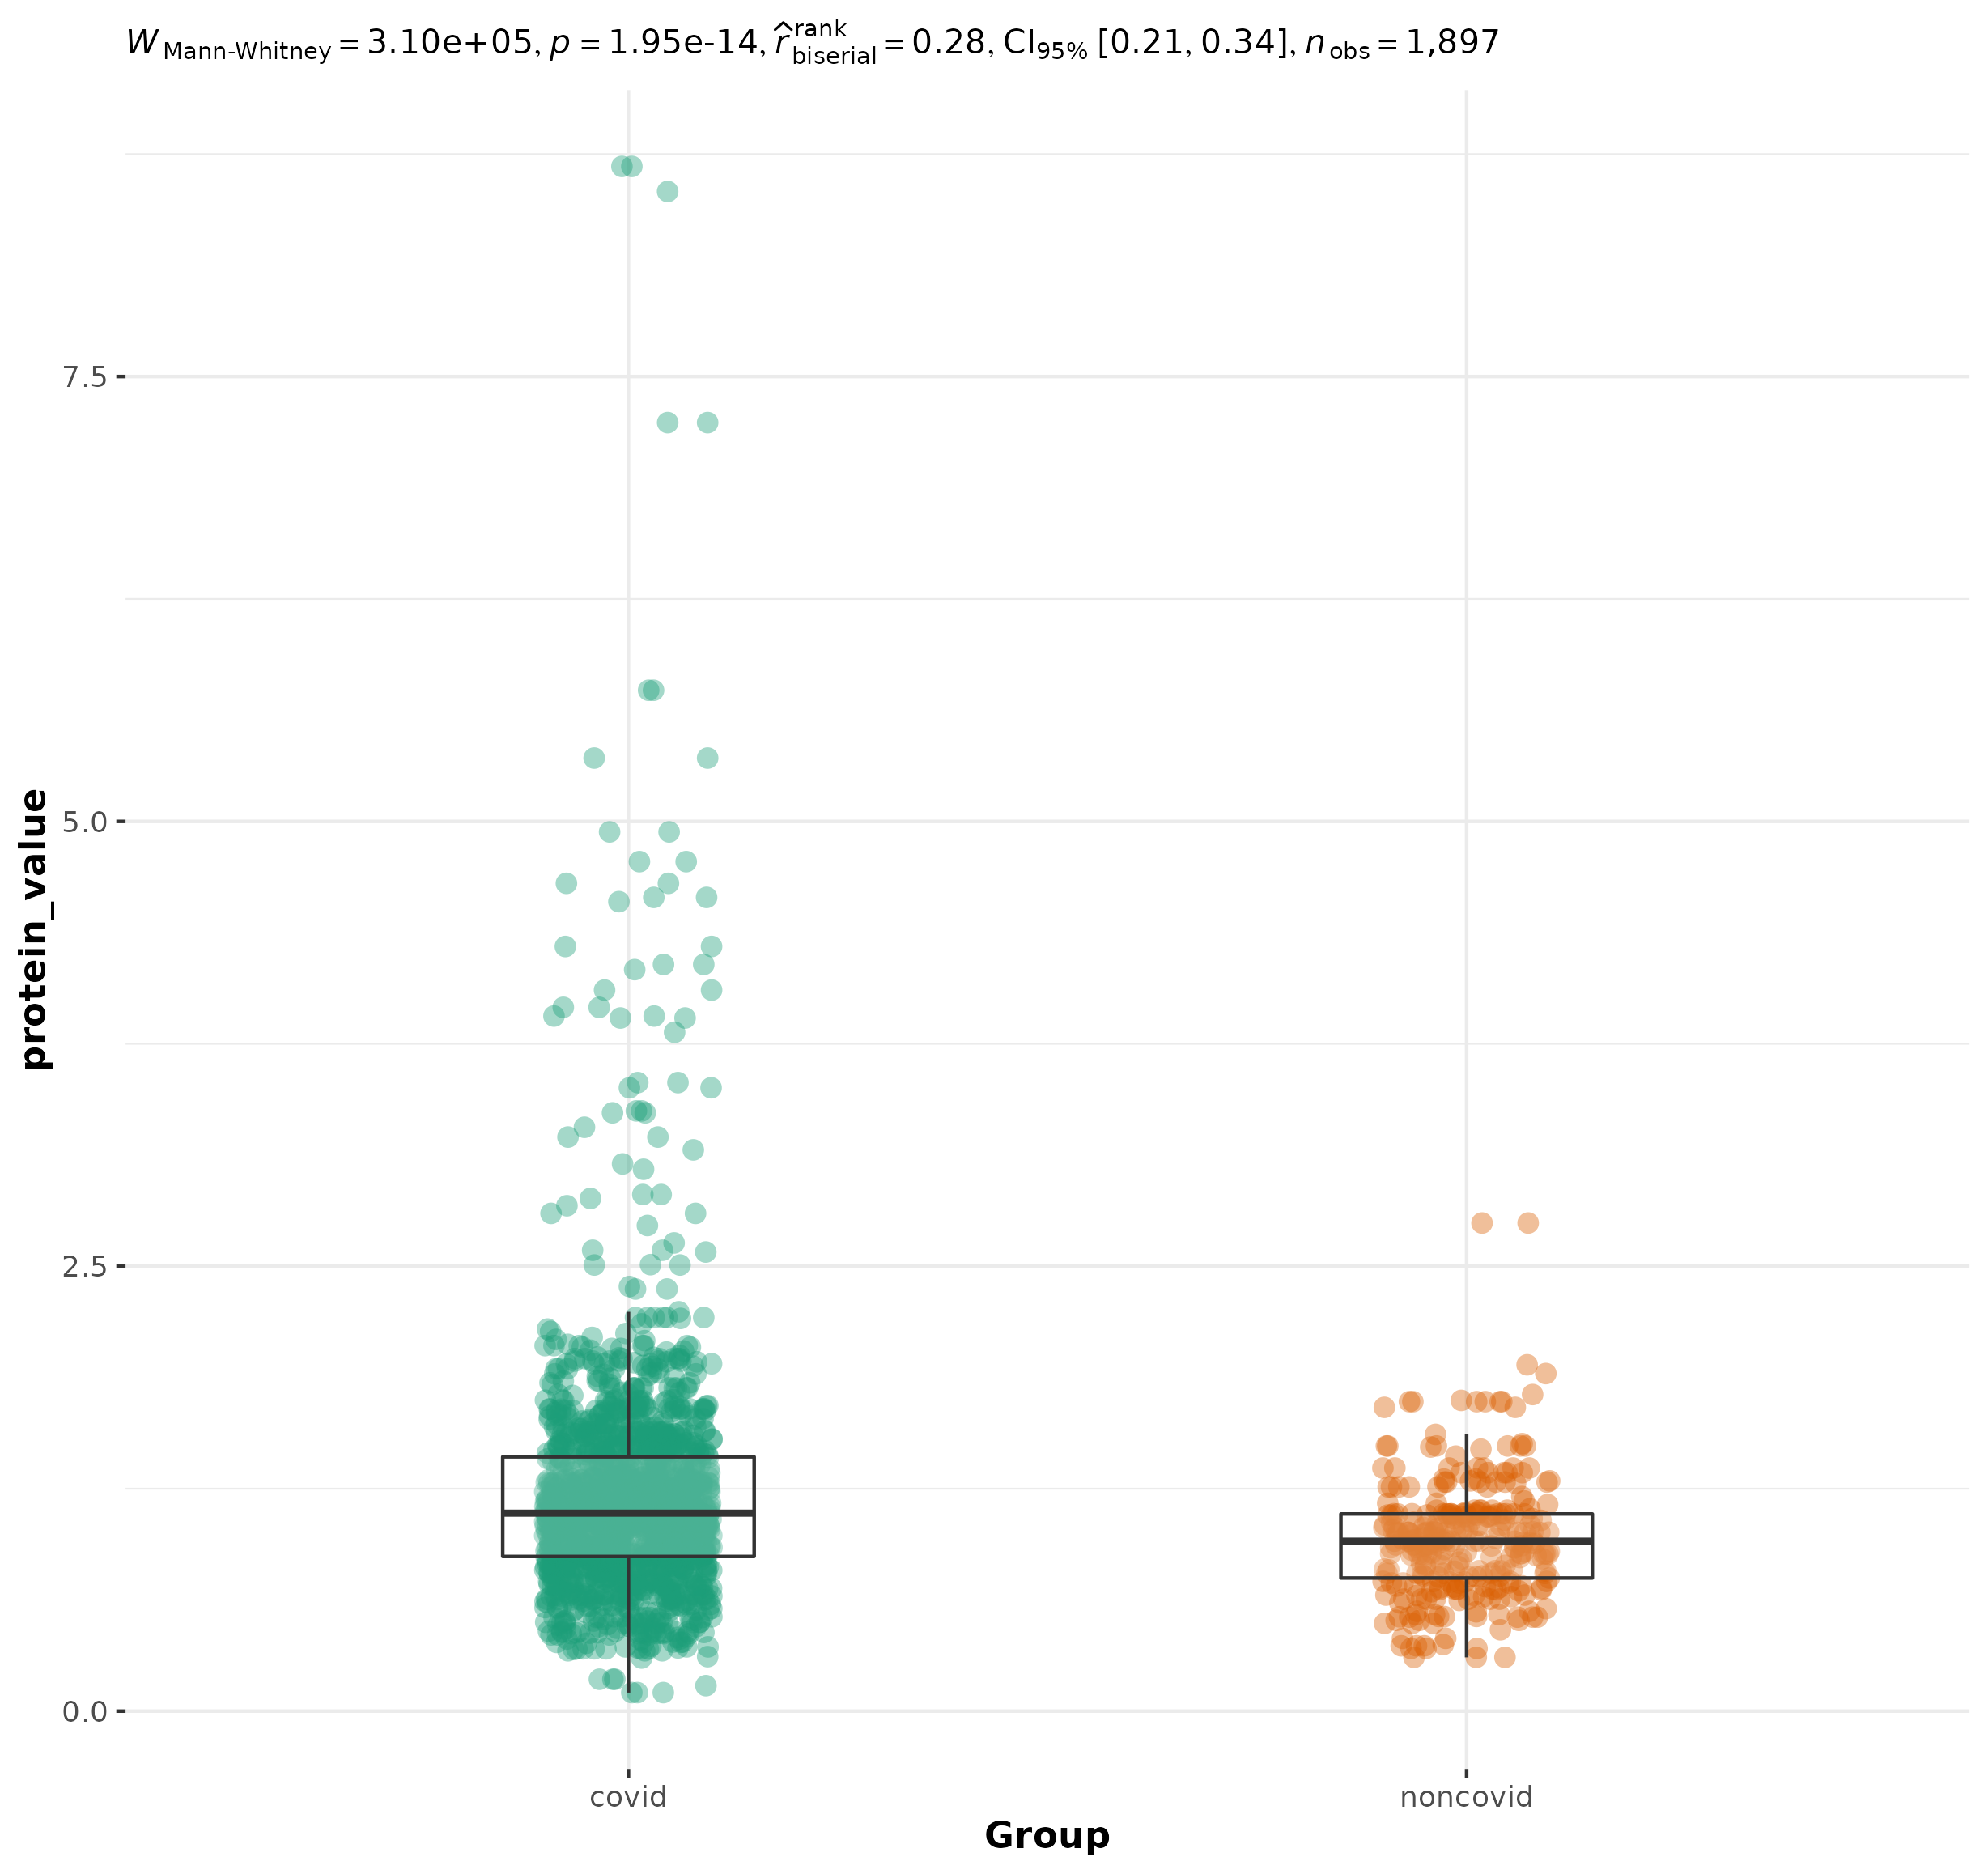 W Mann-Whitney = 3.10e+05, p = 1.95e-14, r̂ rank biserial = 0.28, CI95% [0.21, 0.34], nobs = 1,897
7.5
5.0
2.5
0.0
protein_value
covid noncovid
Group